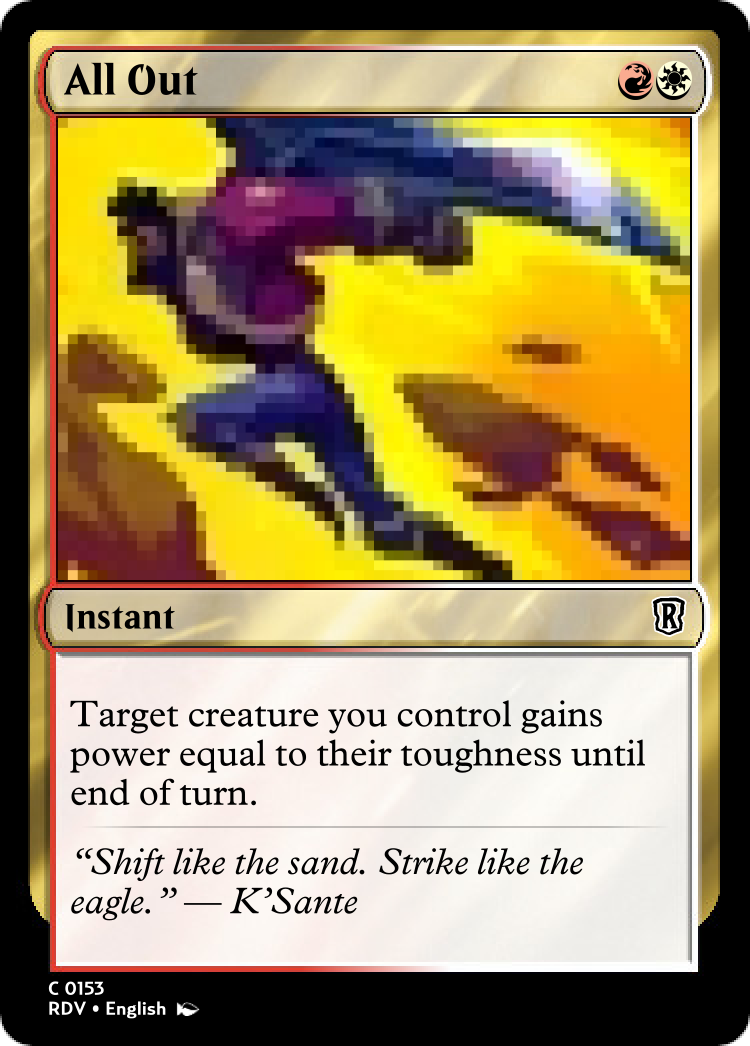 All Out
Instant
R
Target creature you control gains
power equal to their toughness until
end of turn.
“Shift like the sand. Strike like the
eagle.” — K’Sante
C 0153
RDV • English